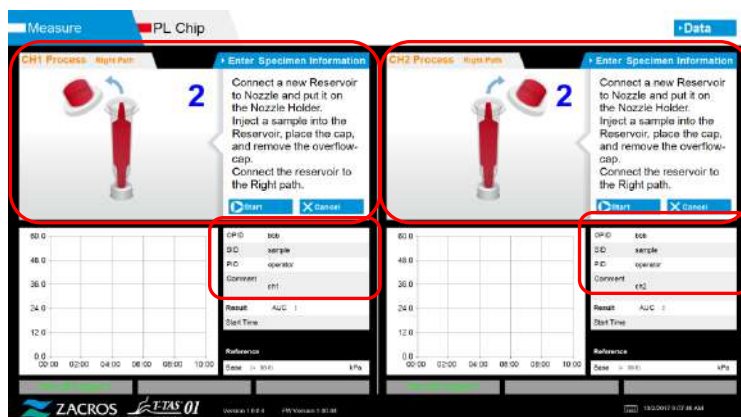 Measure
PL Chip
Data
CH1 Process Right Path
Enter Specimen Information
2
Connect a new Reservoir
to Nozzle and put it on
the Nozzle Holder.
Inject a sample into the
Reservoir, place the cap,
and remove the overflow-
cap.
Connect the reservoir to
the Right path.
Start
Cancel
60.0
48.0
36.0
24.0
12.0
0.0
00:00 02:00 04:00 06:00 08:00 10:00
OPID bob
SID sample
PID operator
Comment
ch1
Result AUC :
Start Time
Reference
Base kPa
CH2 Process Right Path
Enter Specimen Information
2
Connect a new Reservoir
to Nozzle and put it on
the Nozzle Holder.
Inject a sample into the
Reservoir, place the cap,
and remove the overflow-
cap.
Connect the reservoir to
the Right path.
Start
Cancel
60.0
48.0
36.0
24.0
12.0
0.0
00:00 02:00 04:00 06:00 08:00 10:00
OPID bob
SID sample
PID operator
Comment
ch2
Result AUC :
Start Time
Reference
Base kPa
ZACROS T-TAS 01